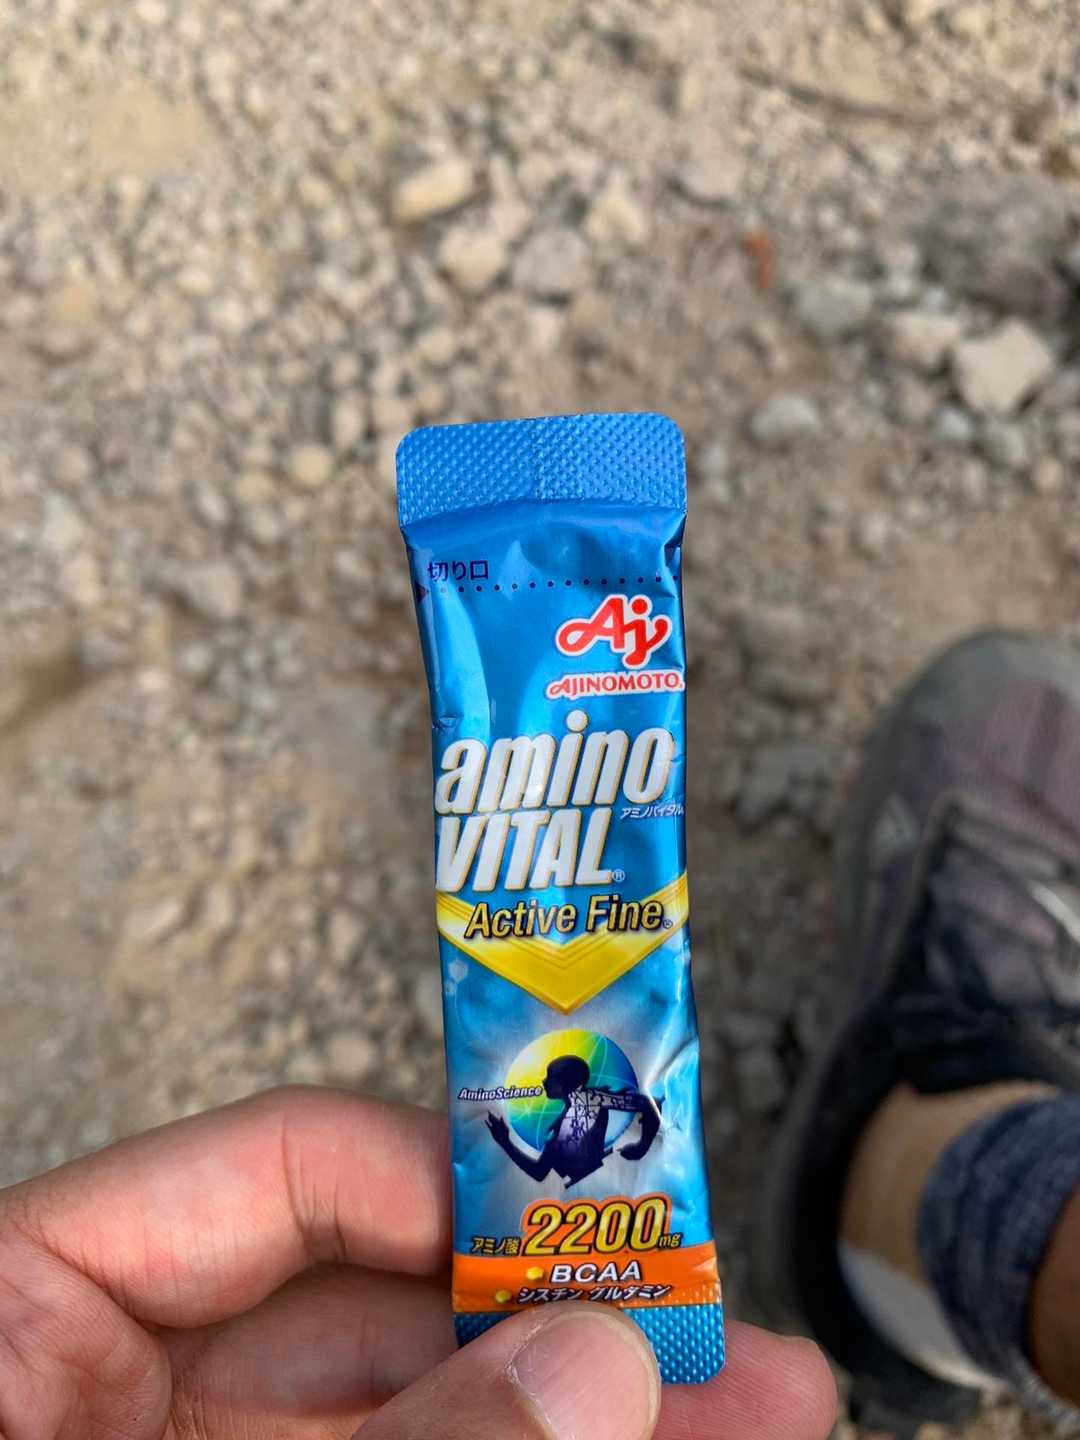 切り口
Aj
AJINOMOTO®
amino
アミノバイタル®
VITAL®
Active Fine®
AminoScience
アミノ酸 2200mg
BCAA
シスチン グルタミン